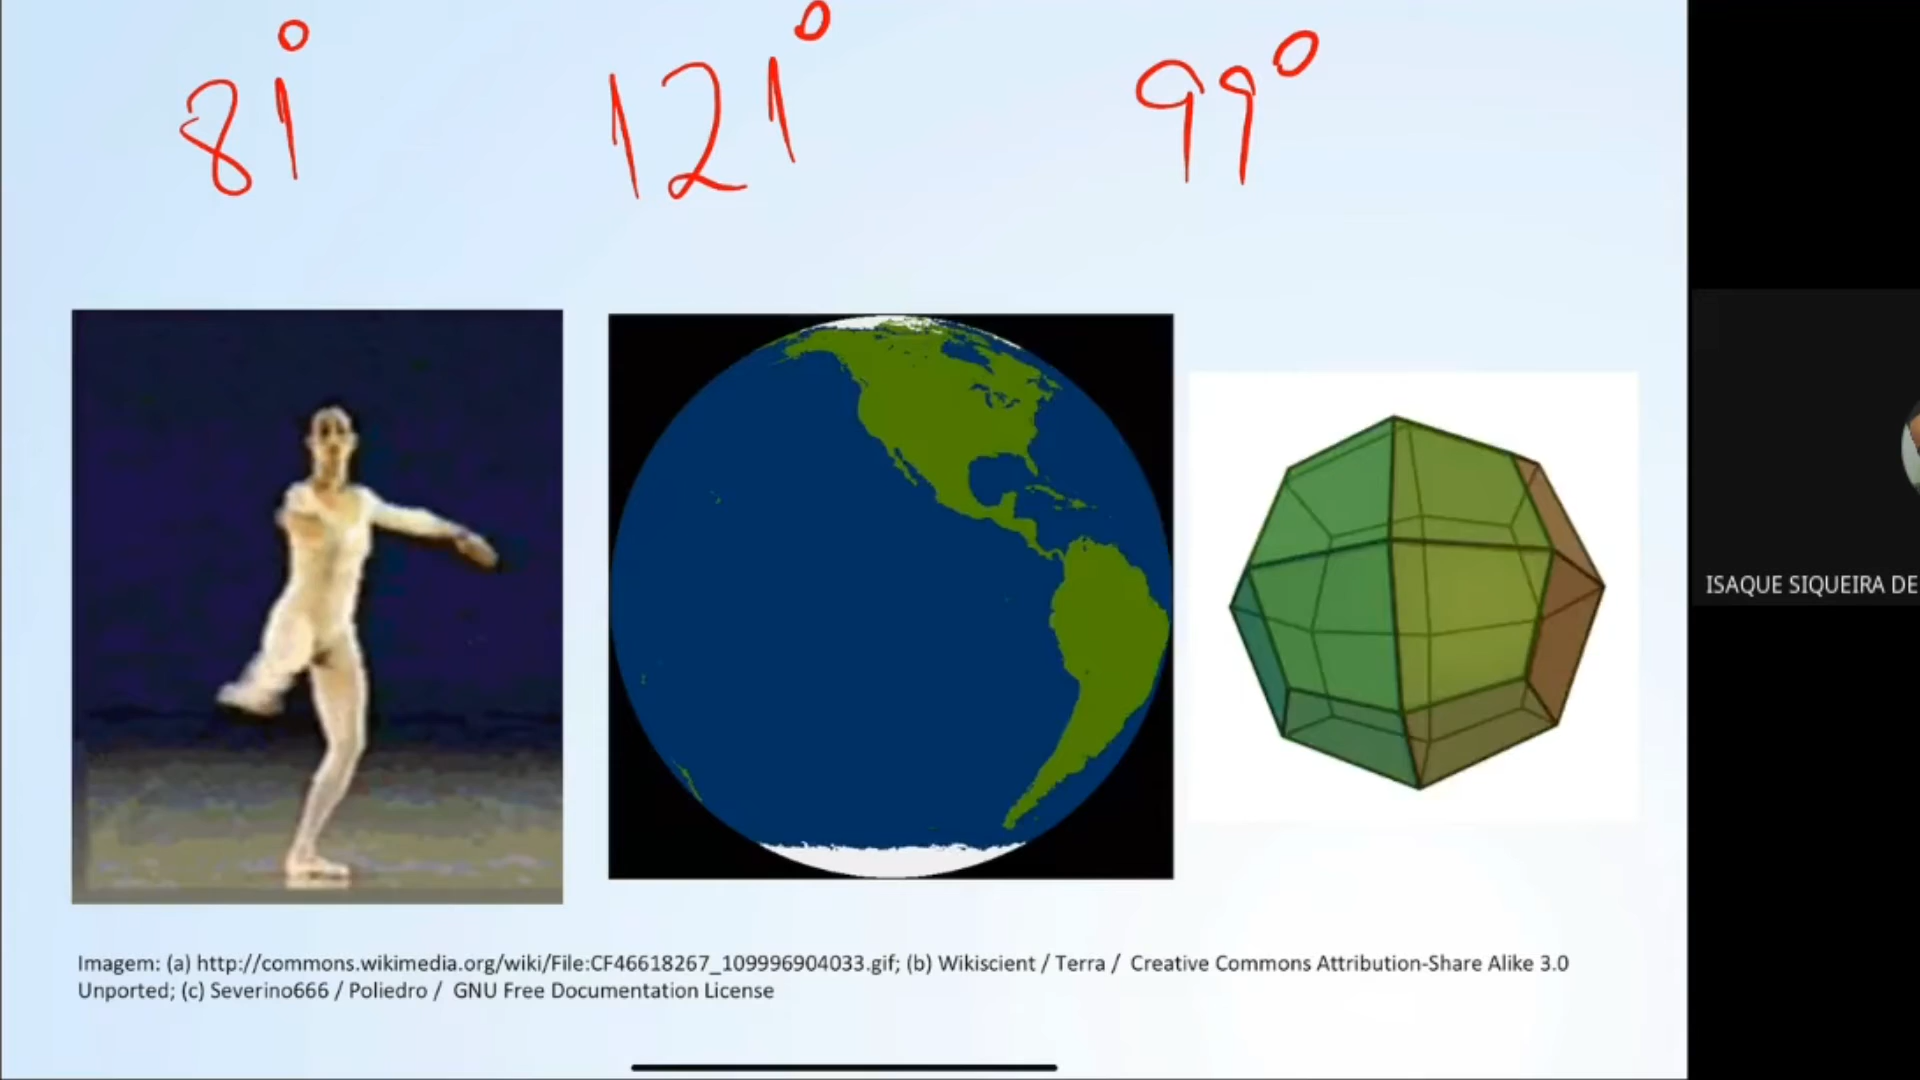 81° 121° 99°
ISAQUE SIQUEIRA DE
Imagem: (a) http://commons.wikimedia.org/wiki/File:CF46618267_109996904033.gif; (b) Wikiscient / Terra / Creative Commons Attribution-Share Alike 3.0
Unported; (c) Severino666 / Poliedro / GNU Free Documentation License